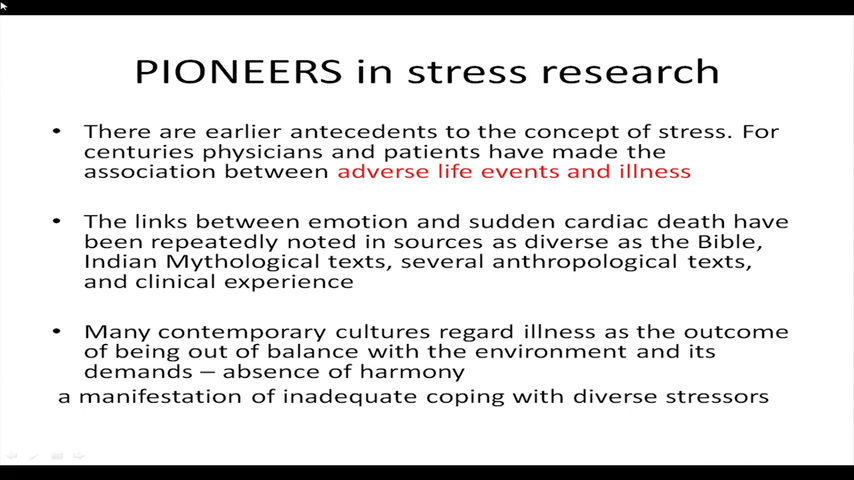 PIONEERS in stress research
• There are earlier antecedents to the concept of stress. For
centuries physicians and patients have made the
association between adverse life events and illness
• The links between emotion and sudden cardiac death have
been repeatedly noted in sources as diverse as the Bible,
Indian Mythological texts, several anthropological texts,
and clinical experience
• Many contemporary cultures regard illness as the outcome
of being out of balance with the environment and its
demands – absence of harmony
a manifestation of inadequate coping with diverse stressors